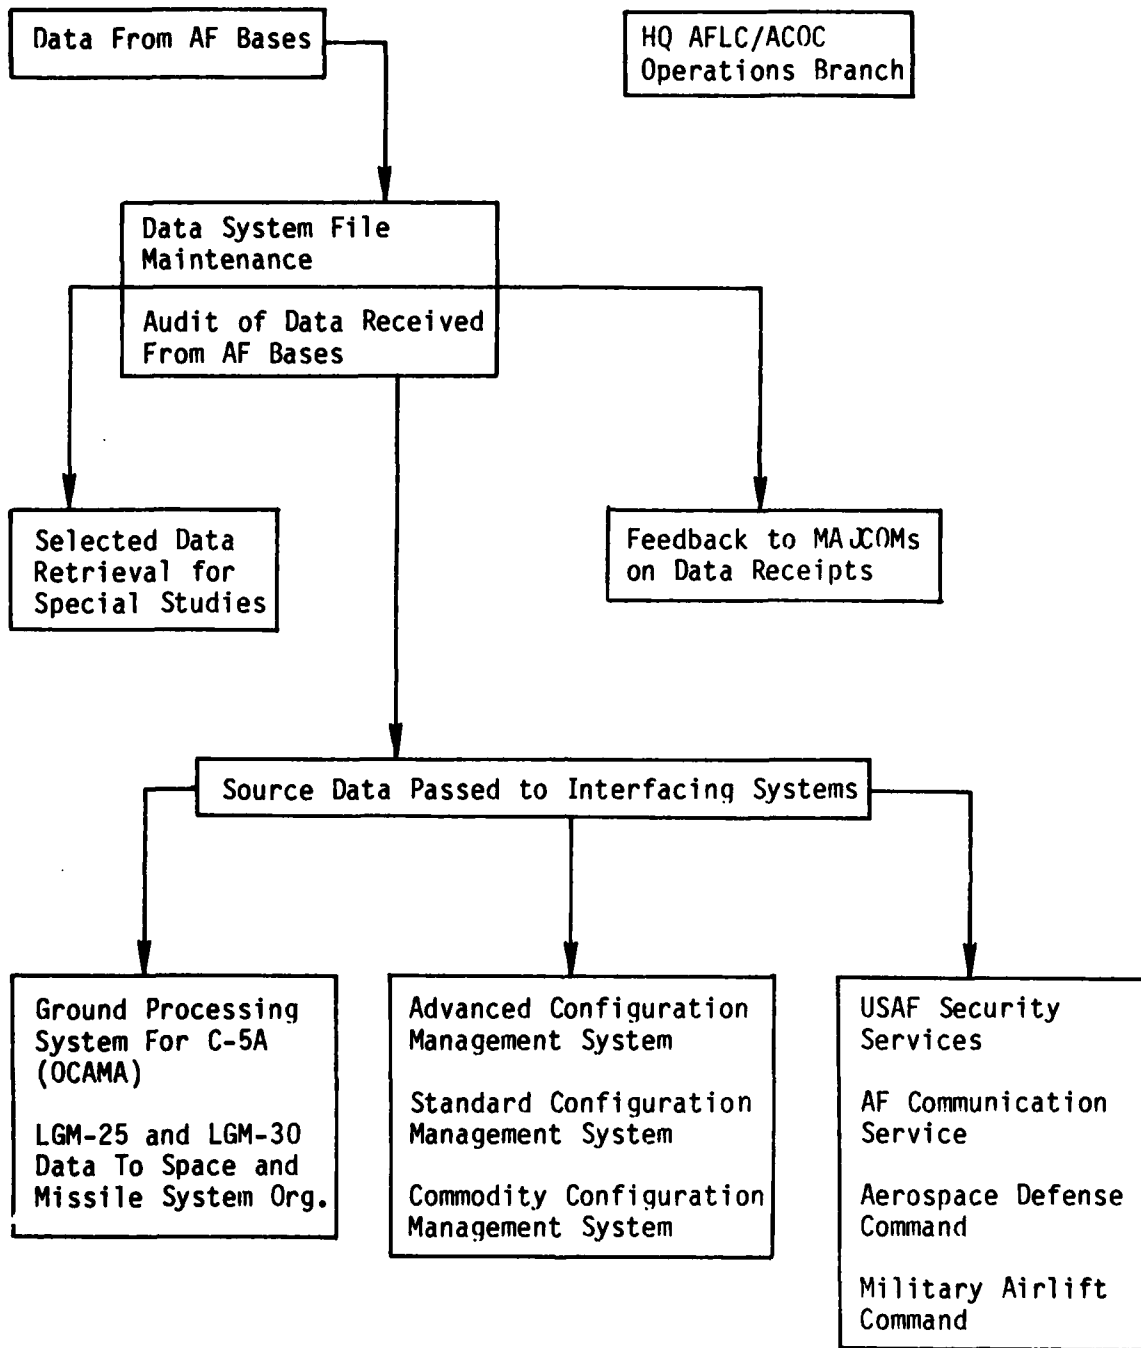 Data From AF Bases
HQ AFLC/ACOC
Operations Branch
Data System File
Maintenance
Audit of Data Received
From AF Bases
Selected Data
Retrieval for
Special Studies
Feedback to MAJCOMs
on Data Receipts
Source Data Passed to Interfacing Systems
Ground Processing
System For C-5A
(OCAMA)
LGM-25 and LGM-30
Data To Space and
Missile System Org.
Advanced Configuration
Management System
Standard Configuration
Management System
Commodity Configuration
Management System
USAF Security
Services
AF Communication
Service
Aerospace Defense
Command
Military Airlift
Command